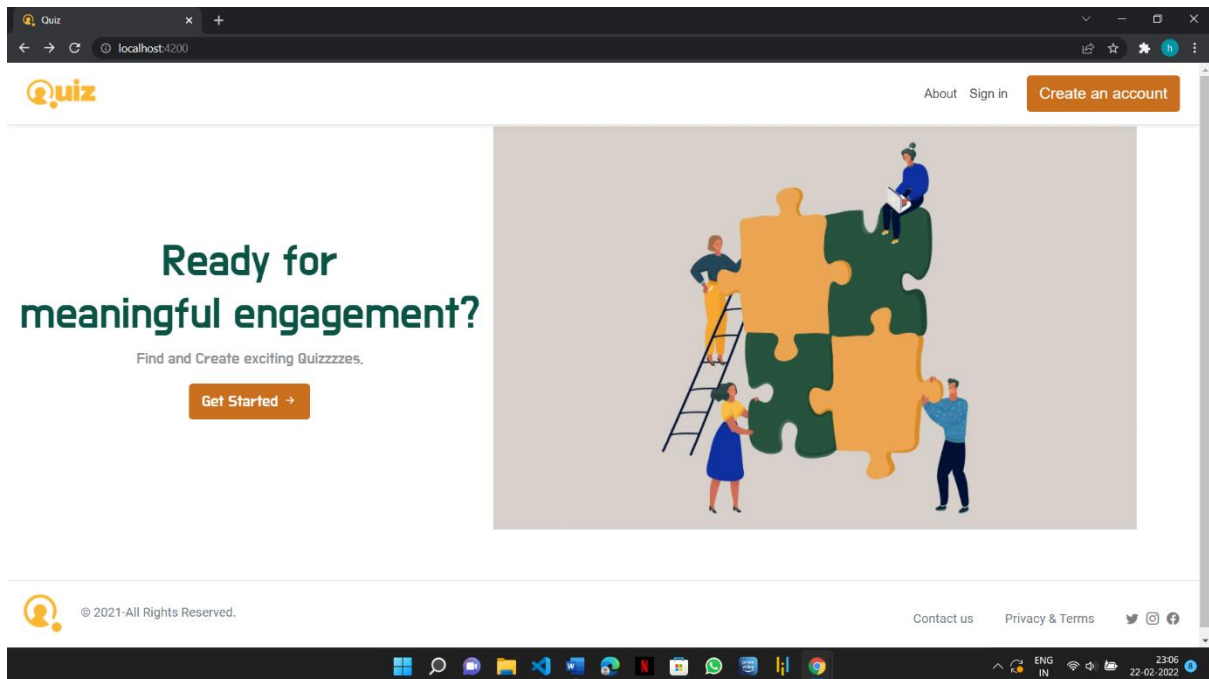 Quiz
localhost:4200
Quiz
About Sign in Create an account
Ready for
meaningful engagement?
Find and Create exciting Quizzzzes.
Get Started →
© 2021-All Rights Reserved.
Contact us Privacy & Terms
ENG
IN
23:06
22-02-2022